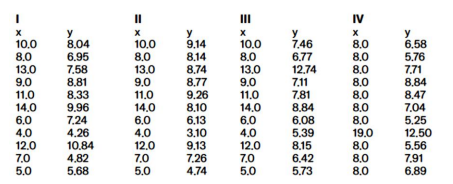 I II III IV
x y x y x y x y
10.0 8.04 10.0 9.14 10.0 7.46 8.0 6.58
8.0 6.95 8.0 8.14 8.0 6.77 8.0 5.76
13.0 7.58 13.0 8.74 13.0 12.74 8.0 7.71
9.0 8.81 9.0 8.77 9.0 7.11 8.0 8.84
11.0 8.33 11.0 9.26 11.0 7.81 8.0 8.47
14.0 9.96 14.0 8.10 14.0 8.84 8.0 7.04
6.0 7.24 6.0 6.13 6.0 6.08 8.0 5.25
4.0 4.26 4.0 3.10 4.0 5.39 19.0 12.50
12.0 10.84 12.0 9.13 12.0 8.15 8.0 5.56
7.0 4.82 7.0 7.26 7.0 6.42 8.0 7.91
5.0 5.68 5.0 4.74 5.0 5.73 8.0 6.89